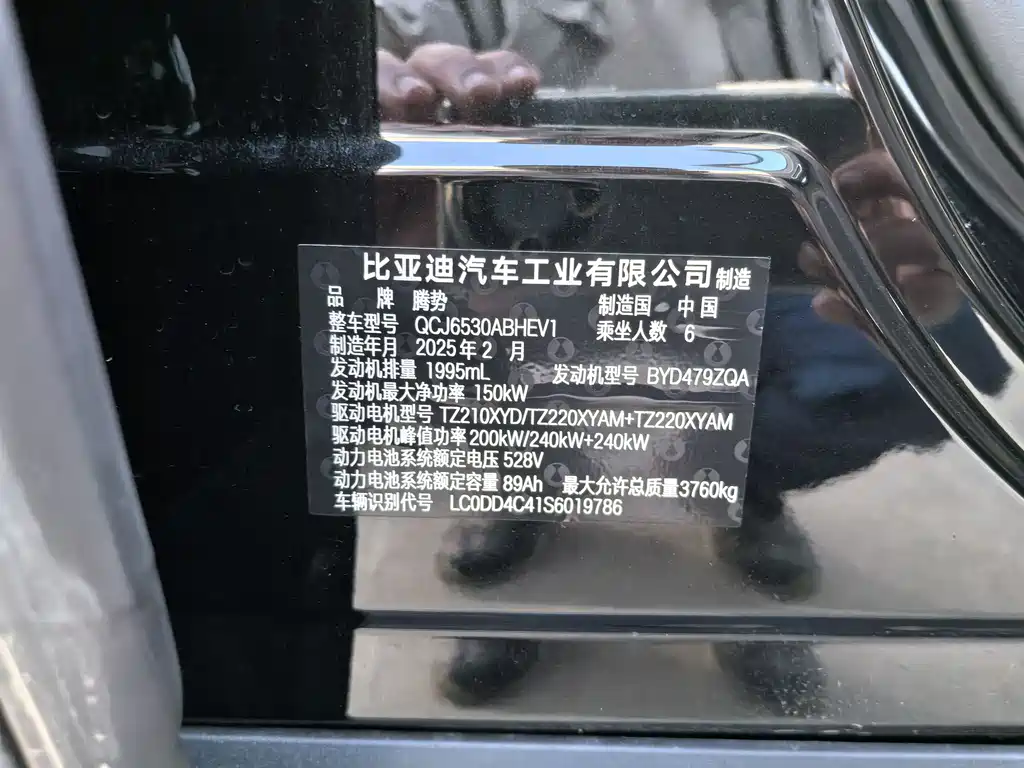 比亚迪汽车工业有限公司制造
品 牌 腾势 制造国 中国
整车型号 QCJ6530ABHEV1 乘坐人数 6
制造年月 2025年2 月
发动机排量 1995mL 发动机型号 BYD479ZQA
发动机最大净功率 150kW
驱动电机型号 TZ210XYD/TZ220XYAM+TZ220XYAM
驱动电机峰值功率 200kW/240kW+240kW
动力电池系统额定电压 528V
动力电池系统额定容量 89Ah 最大允许总质量3760kg
车辆识别代号 LC0DD4C41S6019786